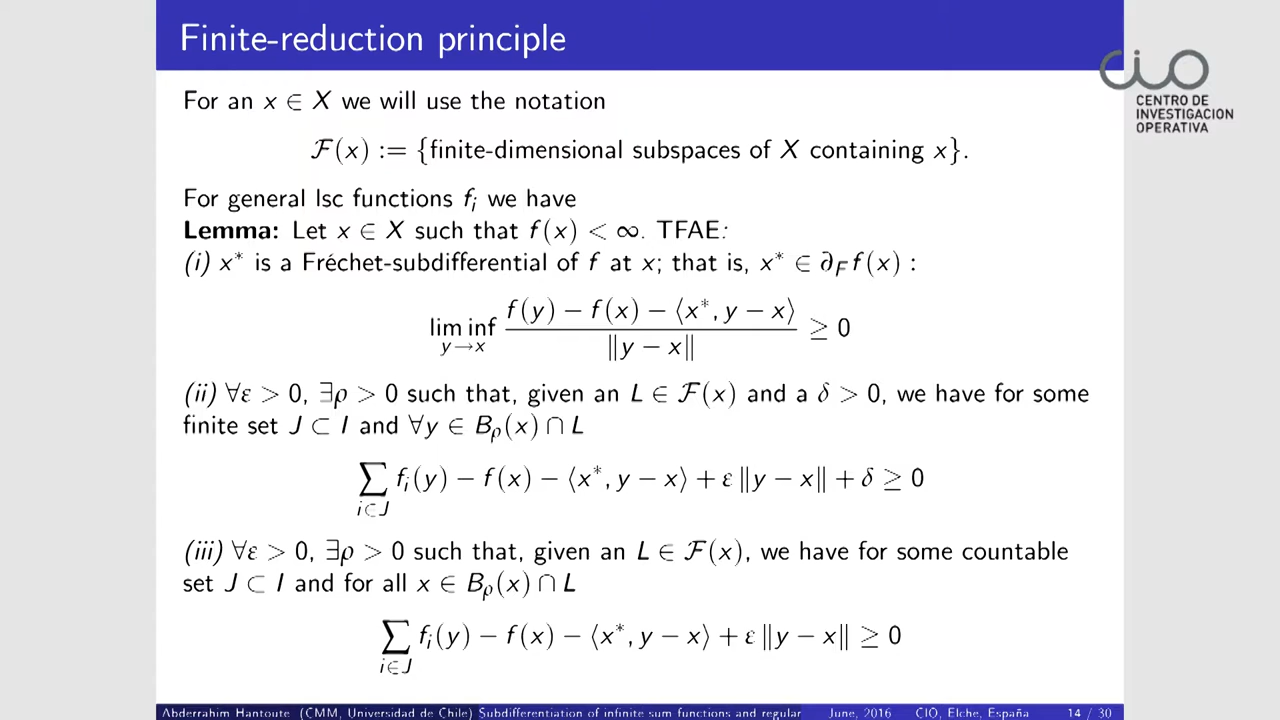 Finite-reduction principle
CIO
CENTRO DE
INVESTIGACION
OPERATIVA
For an x ∈ X we will use the notation
ℱ(x) := {finite-dimensional subspaces of X containing x}.
For general lsc functions fᵢ we have
Lemma: Let x ∈ X such that f(x) < ∞. TFAE:
(i) x* is a Fréchet-subdifferential of f at x; that is, x* ∈ ∂_F f(x) :
lim inf_{y→x} (f(y) − f(x) − ⟨x*, y − x⟩) / ‖y − x‖ ≥ 0
(ii) ∀ε > 0, ∃ρ > 0 such that, given an L ∈ ℱ(x) and a δ > 0, we have for some
finite set J ⊂ I and ∀y ∈ B_ρ(x) ∩ L
∑_{i⊂J} fᵢ(y) − f(x) − ⟨x*, y − x⟩ + ε ‖y − x‖ + δ ≥ 0
(iii) ∀ε > 0, ∃ρ > 0 such that, given an L ∈ ℱ(x), we have for some countable
set J ⊂ I and for all x ∈ B_ρ(x) ∩ L
∑_{i∈J} fᵢ(y) − f(x) − ⟨x*, y − x⟩ + ε ‖y − x‖ ≥ 0
Abderrahim Hantoute (CMM, Universidad de Chile) Subdifferentiation of infinite sum functions and regular June, 2016 CIO, Elche, España 14 / 30